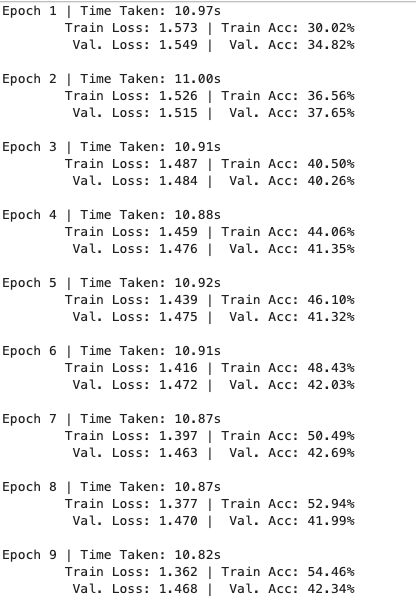 Epoch 1 | Time Taken: 10.97s
Train Loss: 1.573 | Train Acc: 30.02%
Val. Loss: 1.549 | Val. Acc: 34.82%
Epoch 2 | Time Taken: 11.00s
Train Loss: 1.526 | Train Acc: 36.56%
Val. Loss: 1.515 | Val. Acc: 37.65%
Epoch 3 | Time Taken: 10.91s
Train Loss: 1.487 | Train Acc: 40.50%
Val. Loss: 1.484 | Val. Acc: 40.26%
Epoch 4 | Time Taken: 10.88s
Train Loss: 1.459 | Train Acc: 44.06%
Val. Loss: 1.476 | Val. Acc: 41.35%
Epoch 5 | Time Taken: 10.92s
Train Loss: 1.439 | Train Acc: 46.10%
Val. Loss: 1.475 | Val. Acc: 41.32%
Epoch 6 | Time Taken: 10.91s
Train Loss: 1.416 | Train Acc: 48.43%
Val. Loss: 1.472 | Val. Acc: 42.03%
Epoch 7 | Time Taken: 10.87s
Train Loss: 1.397 | Train Acc: 50.49%
Val. Loss: 1.463 | Val. Acc: 42.69%
Epoch 8 | Time Taken: 10.87s
Train Loss: 1.377 | Train Acc: 52.94%
Val. Loss: 1.470 | Val. Acc: 41.99%
Epoch 9 | Time Taken: 10.82s
Train Loss: 1.362 | Train Acc: 54.46%
Val. Loss: 1.468 | Val. Acc: 42.34%